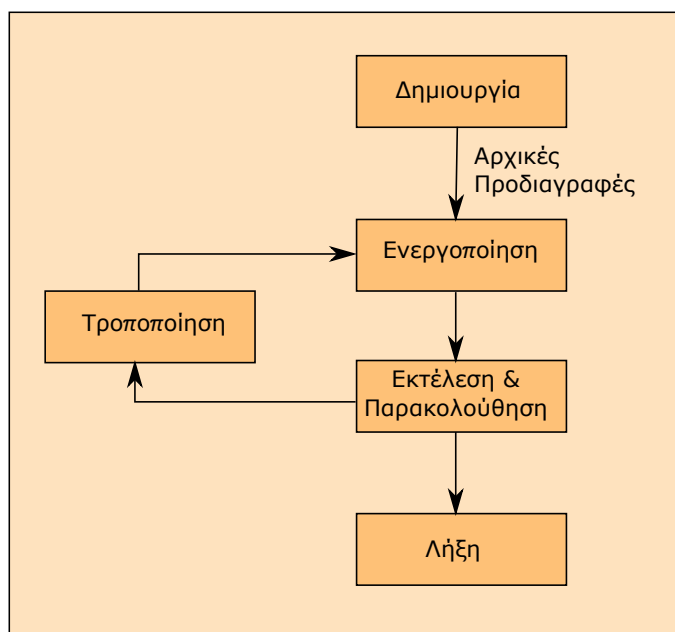 Δημιουργία
Αρχικές
Προδιαγραφές
Ενεργοποίηση
Τροποποίηση
Εκτέλεση &
Παρακολούθηση
Λήξη